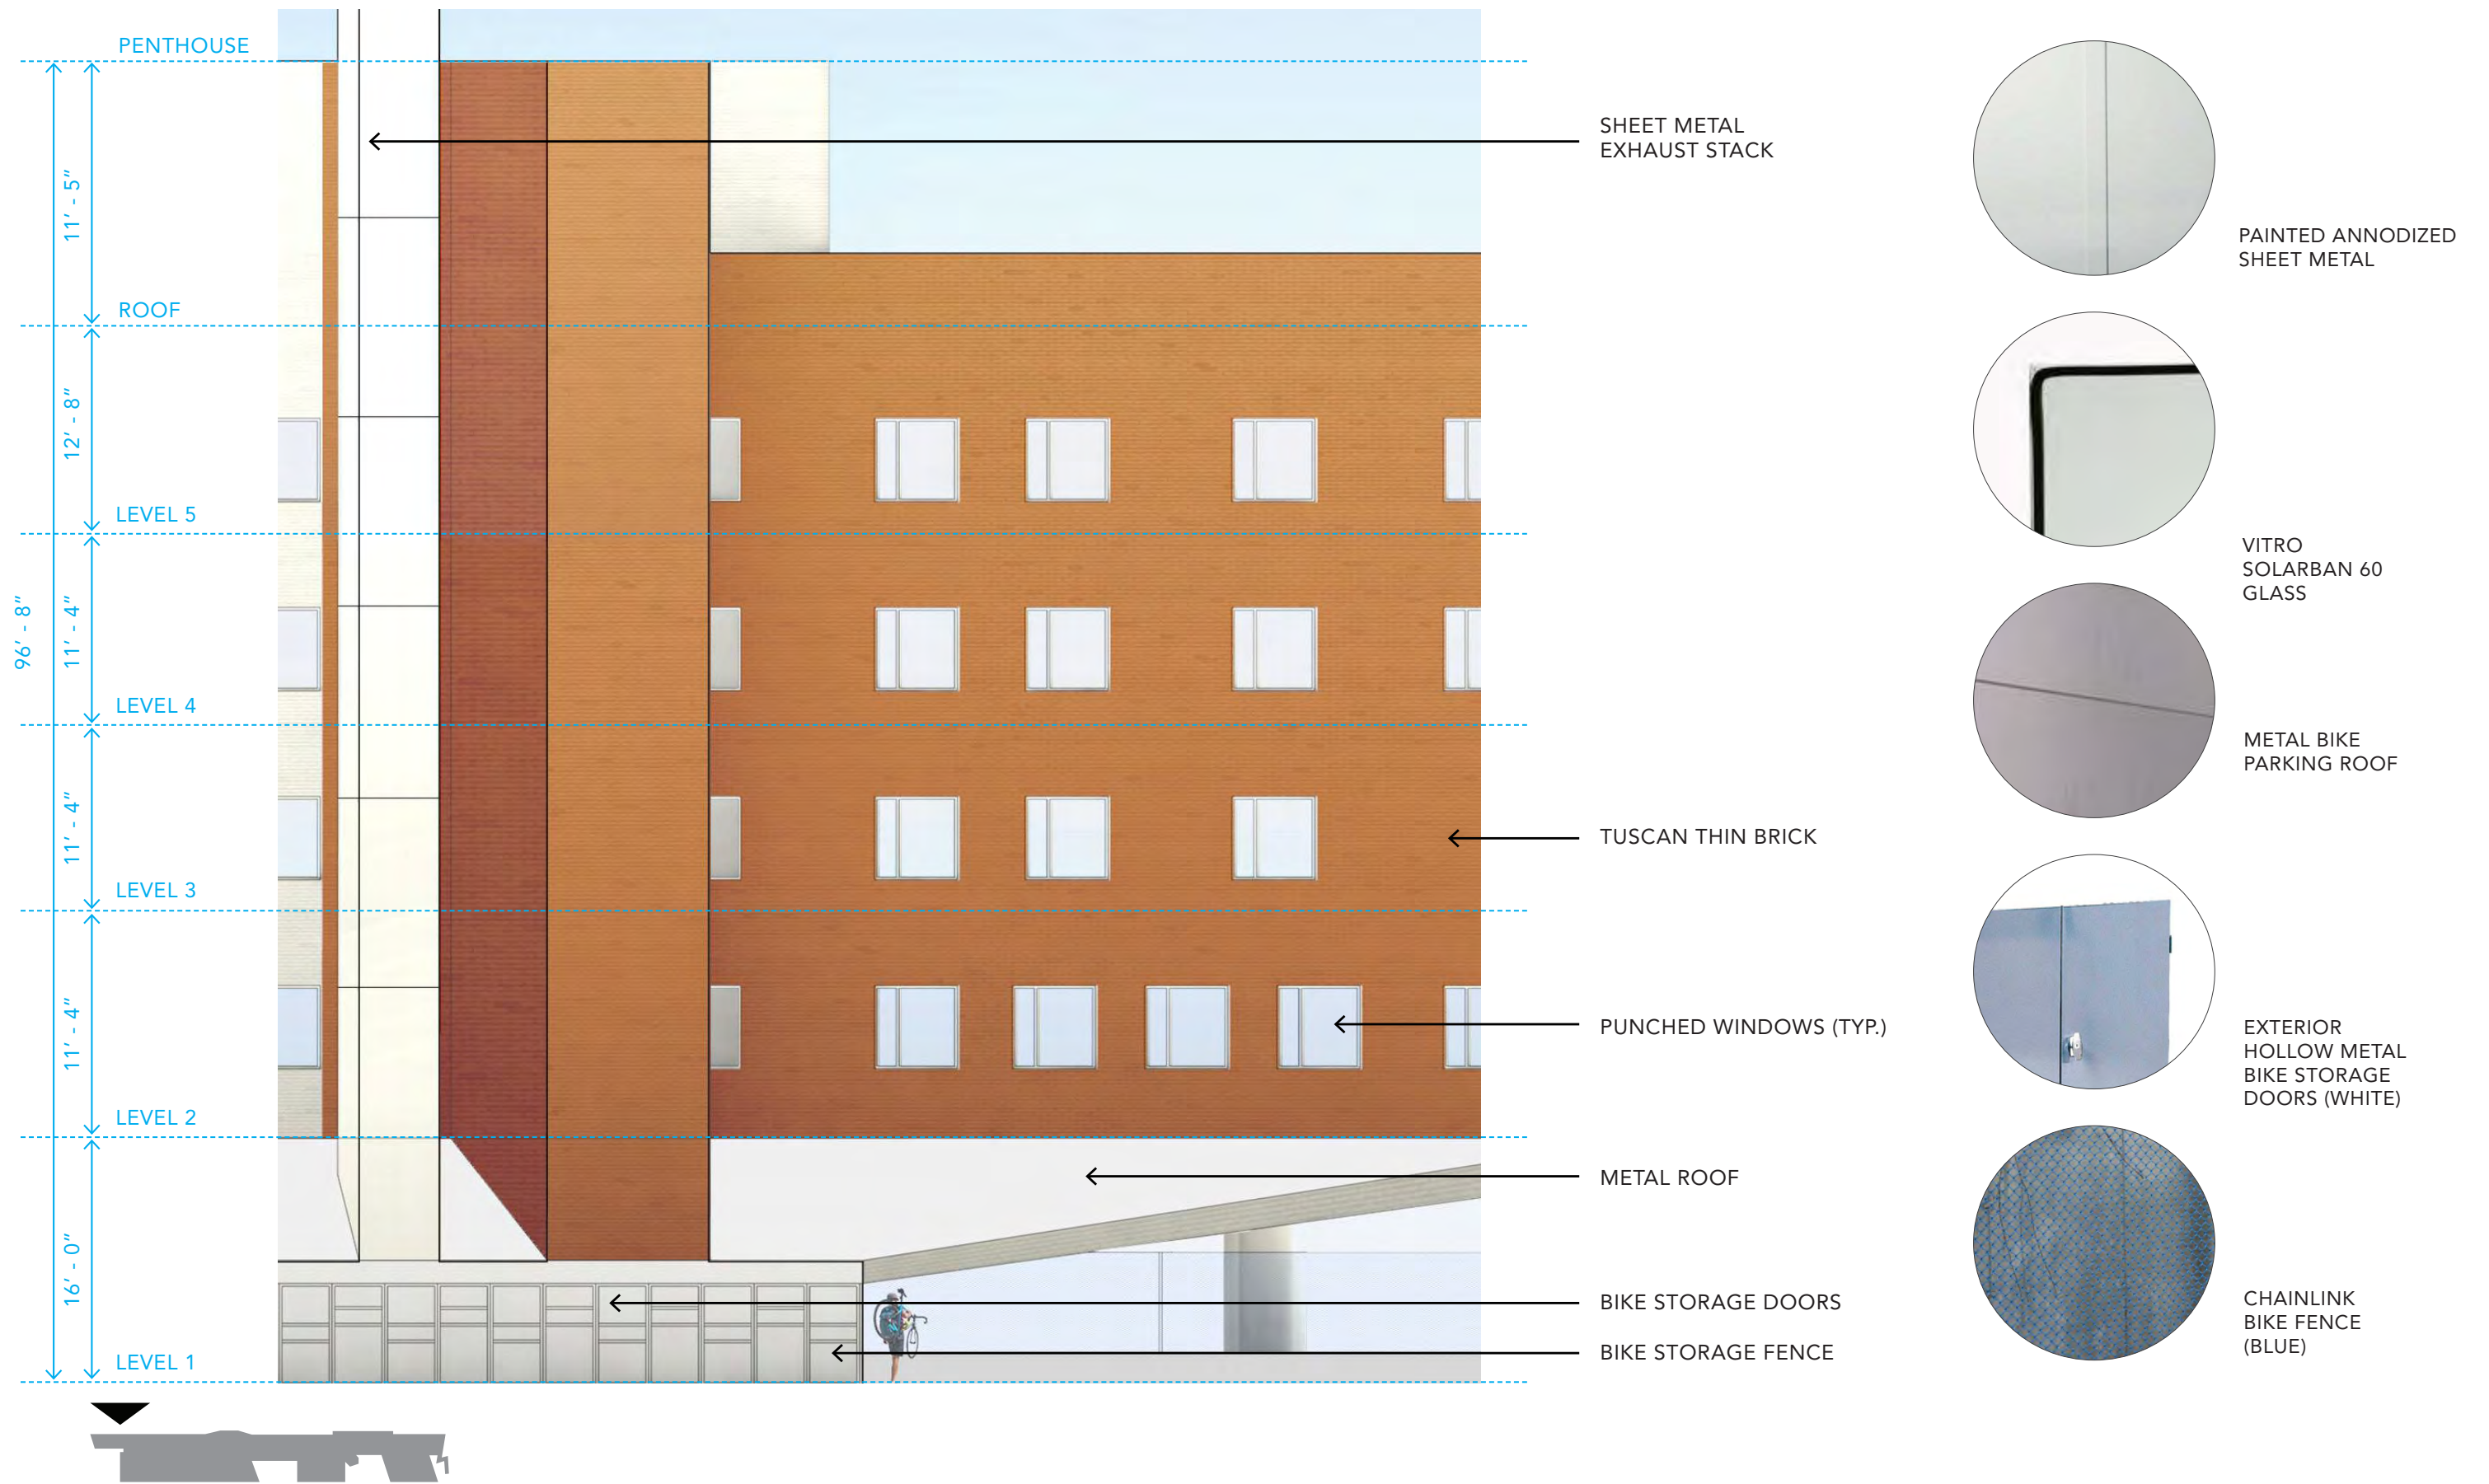 PENTHOUSE
11' - 5"
ROOF
12' - 8"
LEVEL 5
11' - 4"
LEVEL 4
96' - 8"
11' - 4"
LEVEL 3
11' - 4"
LEVEL 2
16' - 0"
LEVEL 1
SHEET METAL
EXHAUST STACK
TUSCAN THIN BRICK
PUNCHED WINDOWS (TYP.)
METAL ROOF
BIKE STORAGE DOORS
BIKE STORAGE FENCE
PAINTED ANNODIZED
SHEET METAL
VITRO
SOLARBAN 60
GLASS
METAL BIKE
PARKING ROOF
EXTERIOR
HOLLOW METAL
BIKE STORAGE
DOORS (WHITE)
CHAINLINK
BIKE FENCE
(BLUE)